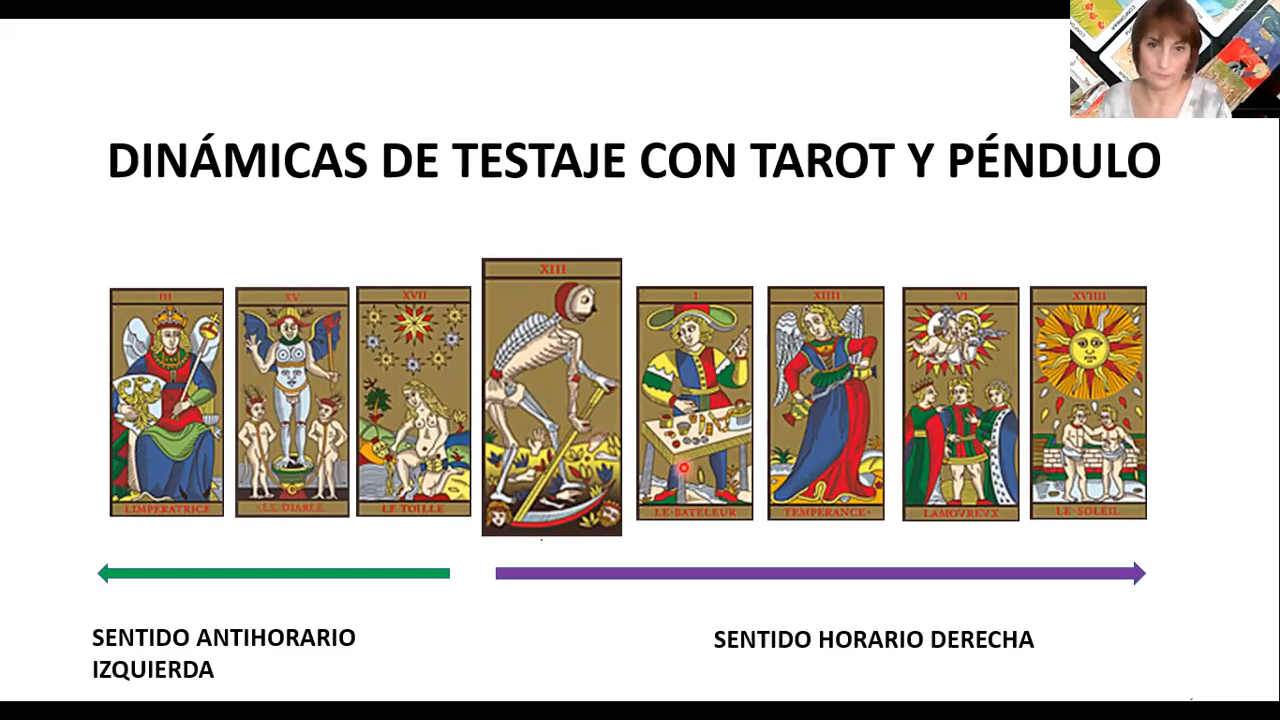 DINÁMICAS DE TESTAJE CON TAROT Y PÉNDULO
III
XV
XVII
XIII
I
XIIII
VI
XVIIII
LIMPERATRICE
LE DIABLE
LE TOILLE
LE·BATELEUR
TEMPERANCE
LAMOVREVX
LE·SOLEIL
SENTIDO ANTIHORARIO
IZQUIERDA
SENTIDO HORARIO DERECHA